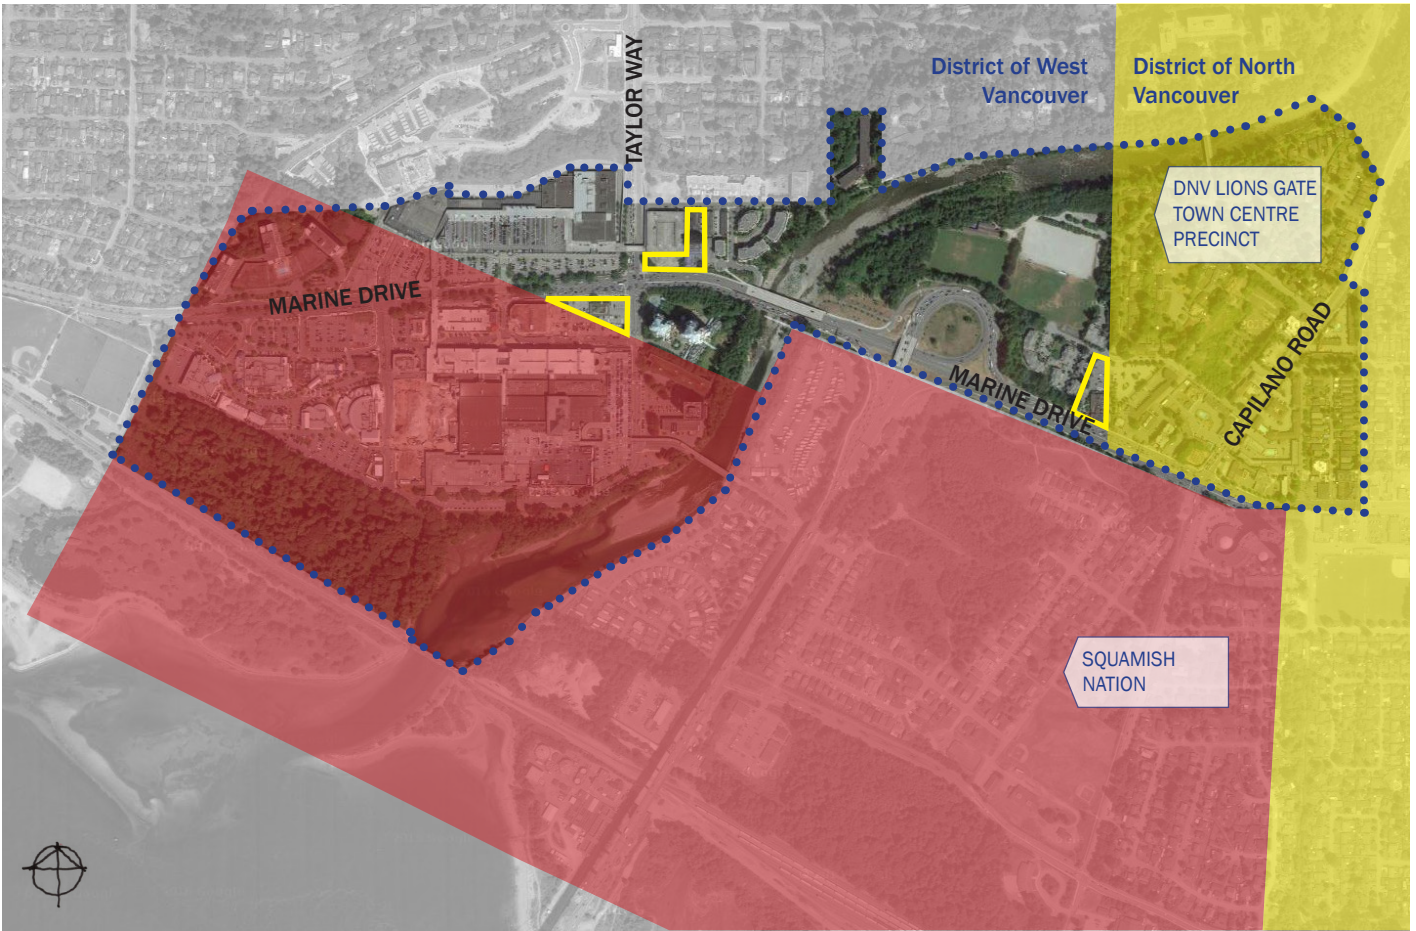 TAYLOR WAY
District of West
Vancouver
District of North
Vancouver
DNV LIONS GATE
TOWN CENTRE
PRECINCT
MARINE DRIVE
MARINE DRIVE
CAPILANO ROAD
SQUAMISH
NATION